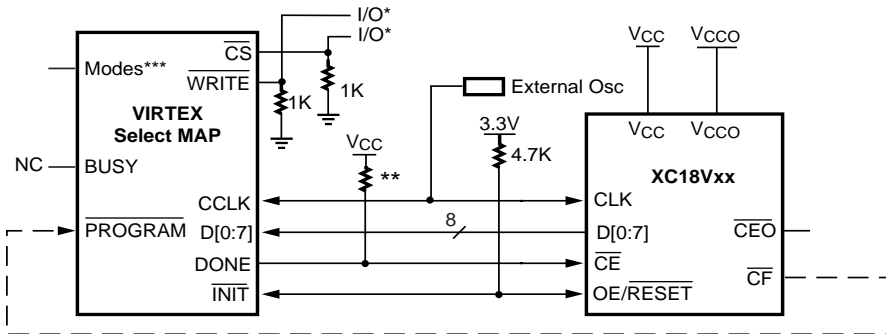 I/O*
I/O*
CS
Modes***
WRITE
1K
1K
VIRTEX
Select MAP
External Osc
VCC
VCCO
3.3V
4.7K
VCC
VCCO
XC18Vxx
NC
BUSY
VCC
**
CCLK
CLK
PROGRAM
D[0:7]
8
D[0:7]
CEO
DONE
CE
CF
INIT
OE/RESET